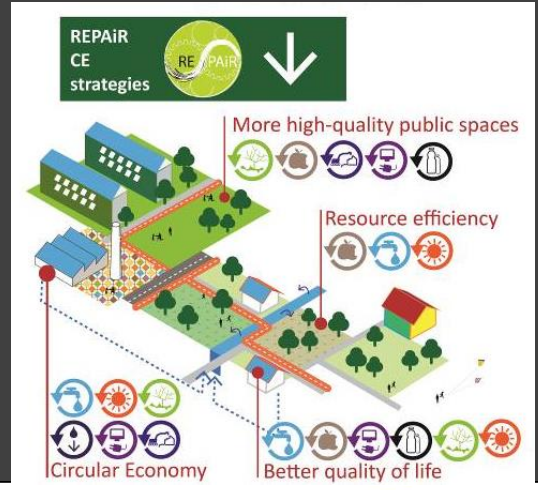 REPAiR
CE
strategies
RE PAiR
More high-quality public spaces
Resource efficiency
Circular Economy
Better quality of life